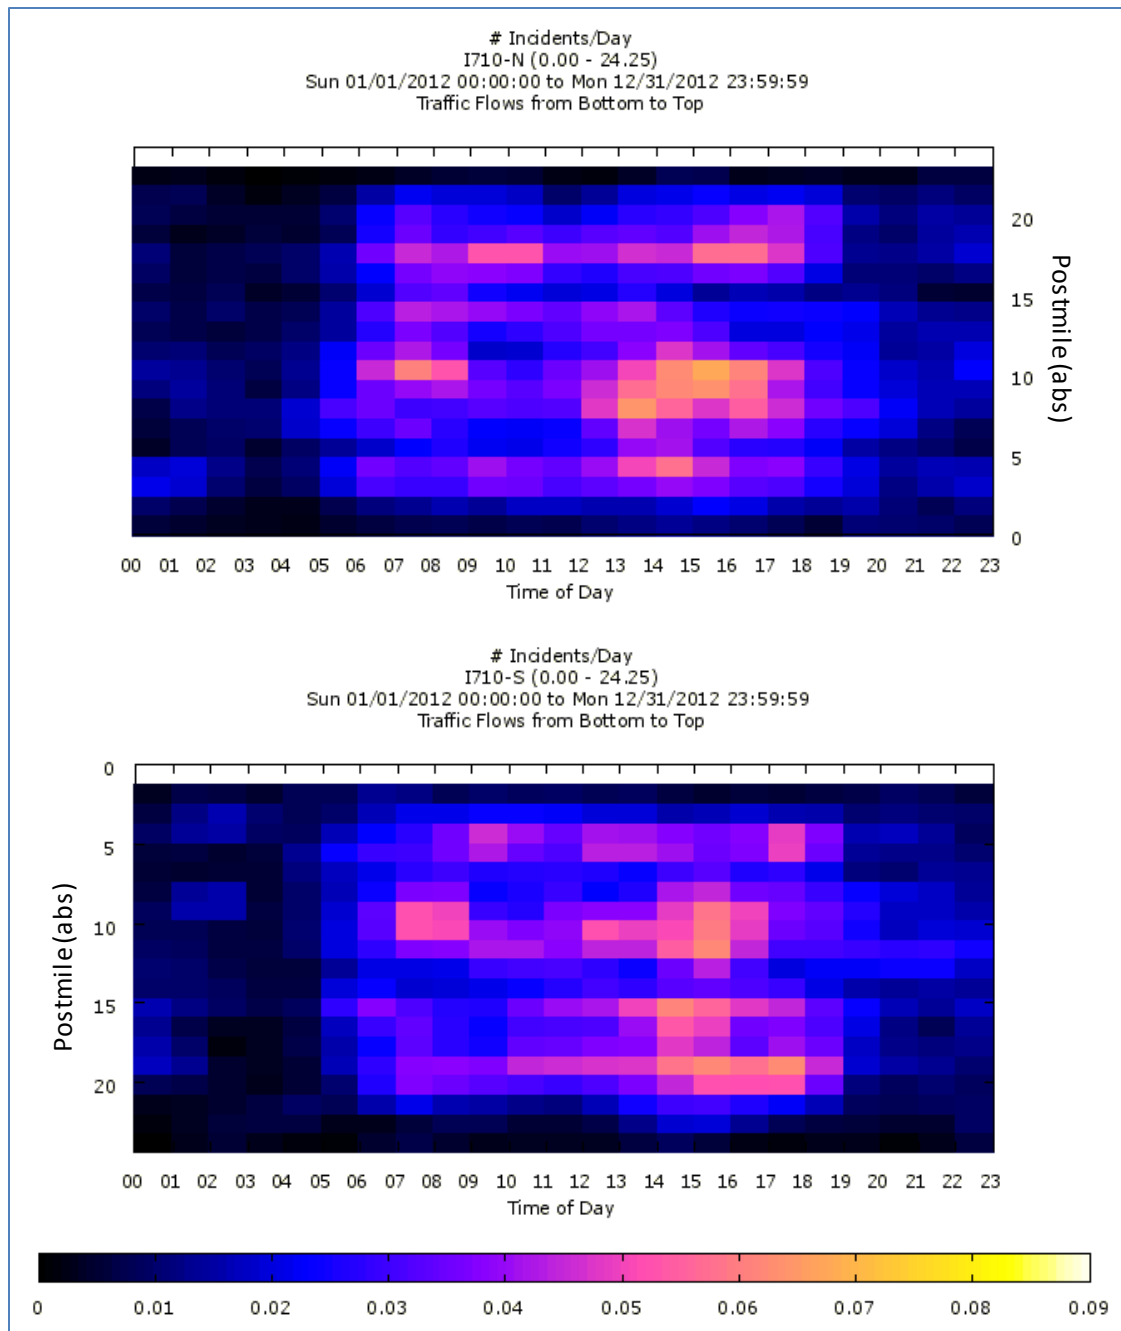 # Incidents/Day
I710-N (0.00 - 24.25)
Sun 01/01/2012 00:00:00 to Mon 12/31/2012 23:59:59
Traffic Flows from Bottom to Top
20
15
10
5
0
Postmile (abs)
00 01 02 03 04 05 06 07 08 09 10 11 12 13 14 15 16 17 18 19 20 21 22 23
Time of Day
# Incidents/Day
I710-S (0.00 - 24.25)
Sun 01/01/2012 00:00:00 to Mon 12/31/2012 23:59:59
Traffic Flows from Bottom to Top
0
5
10
15
20
Postmile (abs)
00 01 02 03 04 05 06 07 08 09 10 11 12 13 14 15 16 17 18 19 20 21 22 23
Time of Day
0 0.01 0.02 0.03 0.04 0.05 0.06 0.07 0.08 0.09